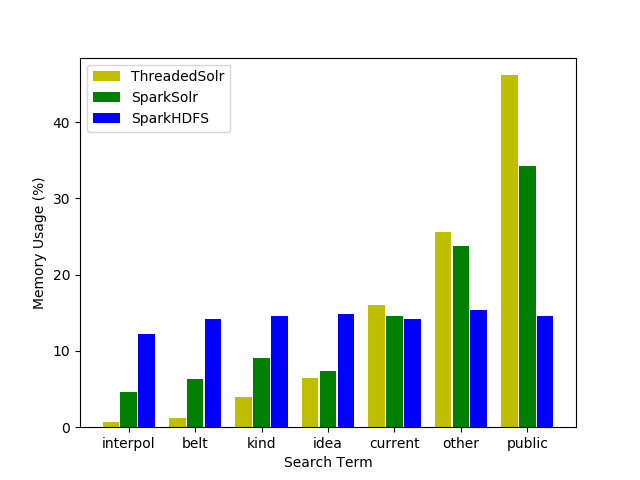 ThreadedSolr
SparkSolr
SparkHDFS
Memory Usage (%)
40
30
20
10
0
interpol belt kind idea current other public
Search Term